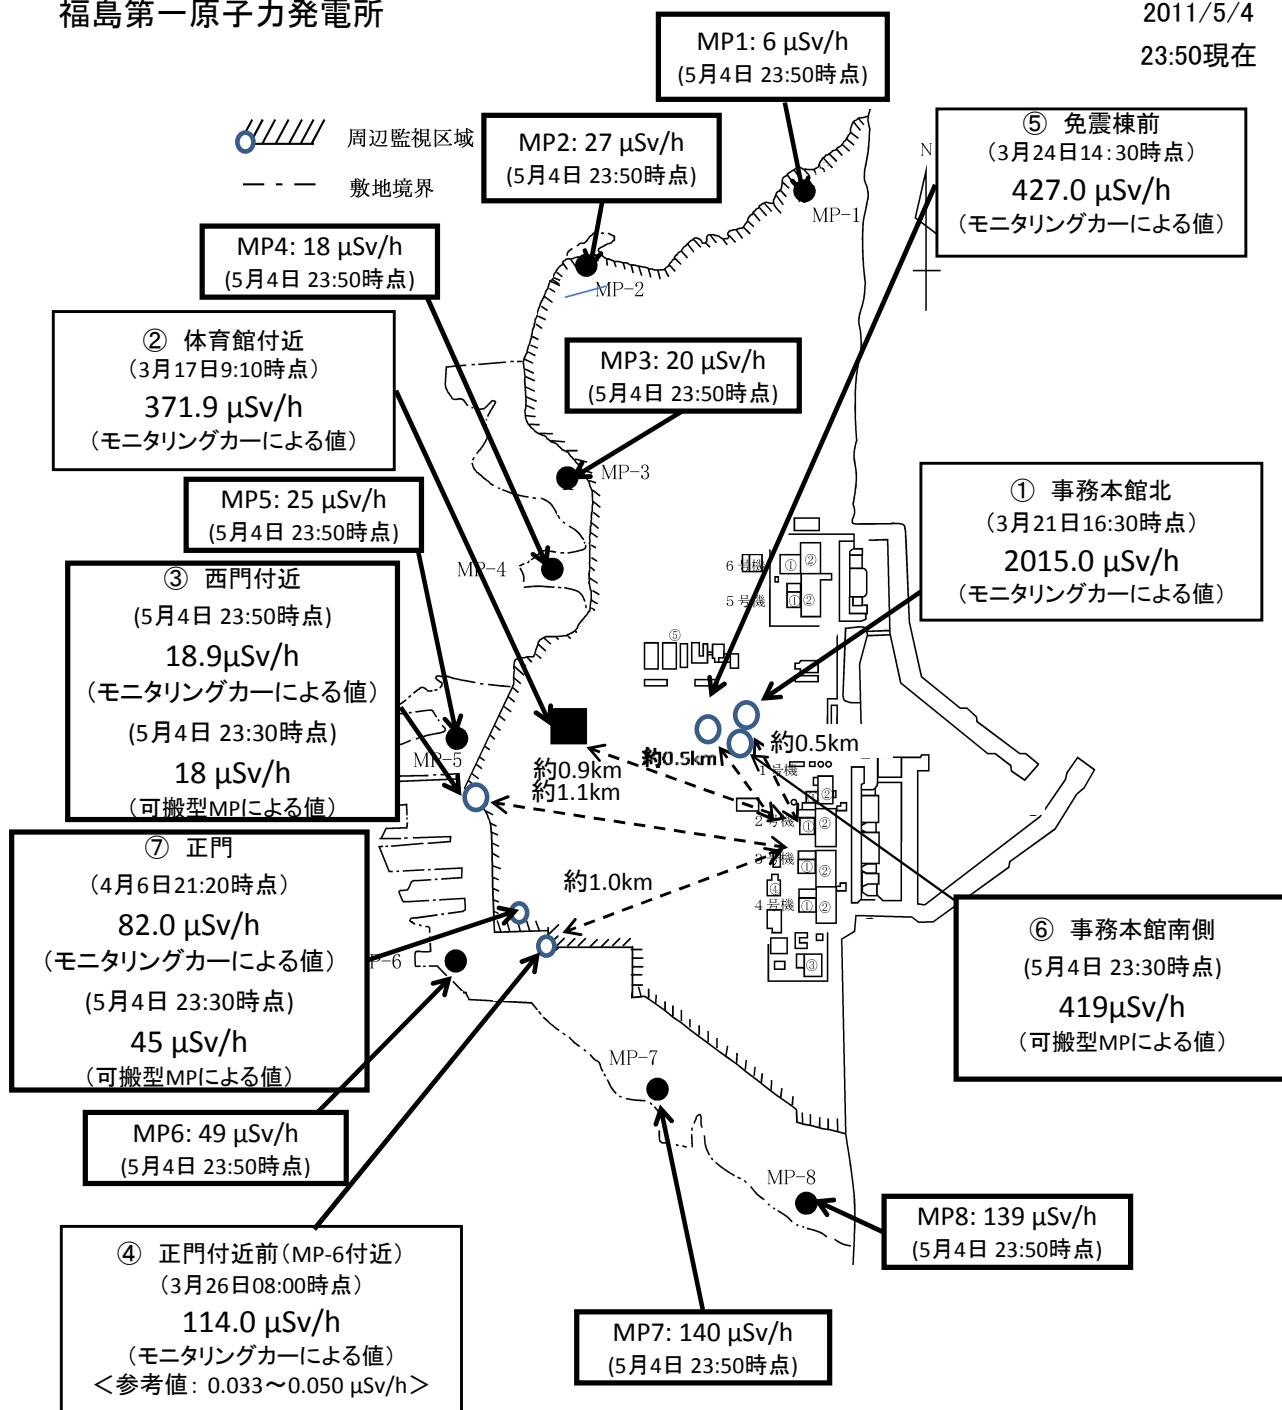 福島第一原子力発電所
2011/5/4
23:50現在
周辺監視区域
敷地境界
MP1: 6 μSv/h
(5月4日 23:50時点)
MP2: 27 μSv/h
(5月4日 23:50時点)
⑤ 免震棟前
(3月24日14:30時点)
427.0 μSv/h
(モニタリングカーによる値)
N
MP-1
MP4: 18 μSv/h
(5月4日 23:50時点)
MP-2
② 体育館付近
(3月17日9:10時点)
371.9 μSv/h
(モニタリングカーによる値)
MP3: 20 μSv/h
(5月4日 23:50時点)
MP-3
① 事務本館北
(3月21日16:30時点)
2015.0 μSv/h
(モニタリングカーによる値)
MP5: 25 μSv/h
(5月4日 23:50時点)
MP-4
③ 西門付近
(5月4日 23:50時点)
18.9μSv/h
(モニタリングカーによる値)
(5月4日 23:30時点)
18 μSv/h
(可搬型MPによる値)
6号機
① ②
5号機
① ②
⑤
MP-5
約0.9km
約1.1km
約0.5km
約0.5km
1号機
②
2号機
① ②
3号機
① ②
④
4号機
① ②
③
約1.0km
⑦ 正門
(4月6日21:20時点)
82.0 μSv/h
(モニタリングカーによる値)
(5月4日 23:30時点)
45 μSv/h
(可搬型MPによる値)
P-6
⑥ 事務本館南側
(5月4日 23:30時点)
419μSv/h
(可搬型MPによる値)
MP-7
MP6: 49 μSv/h
(5月4日 23:50時点)
MP-8
MP8: 139 μSv/h
(5月4日 23:50時点)
④ 正門付近前(MP-6付近)
(3月26日08:00時点)
114.0 μSv/h
(モニタリングカーによる値)
<参考値: 0.033~0.050 μSv/h>
MP7: 140 μSv/h
(5月4日 23:50時点)